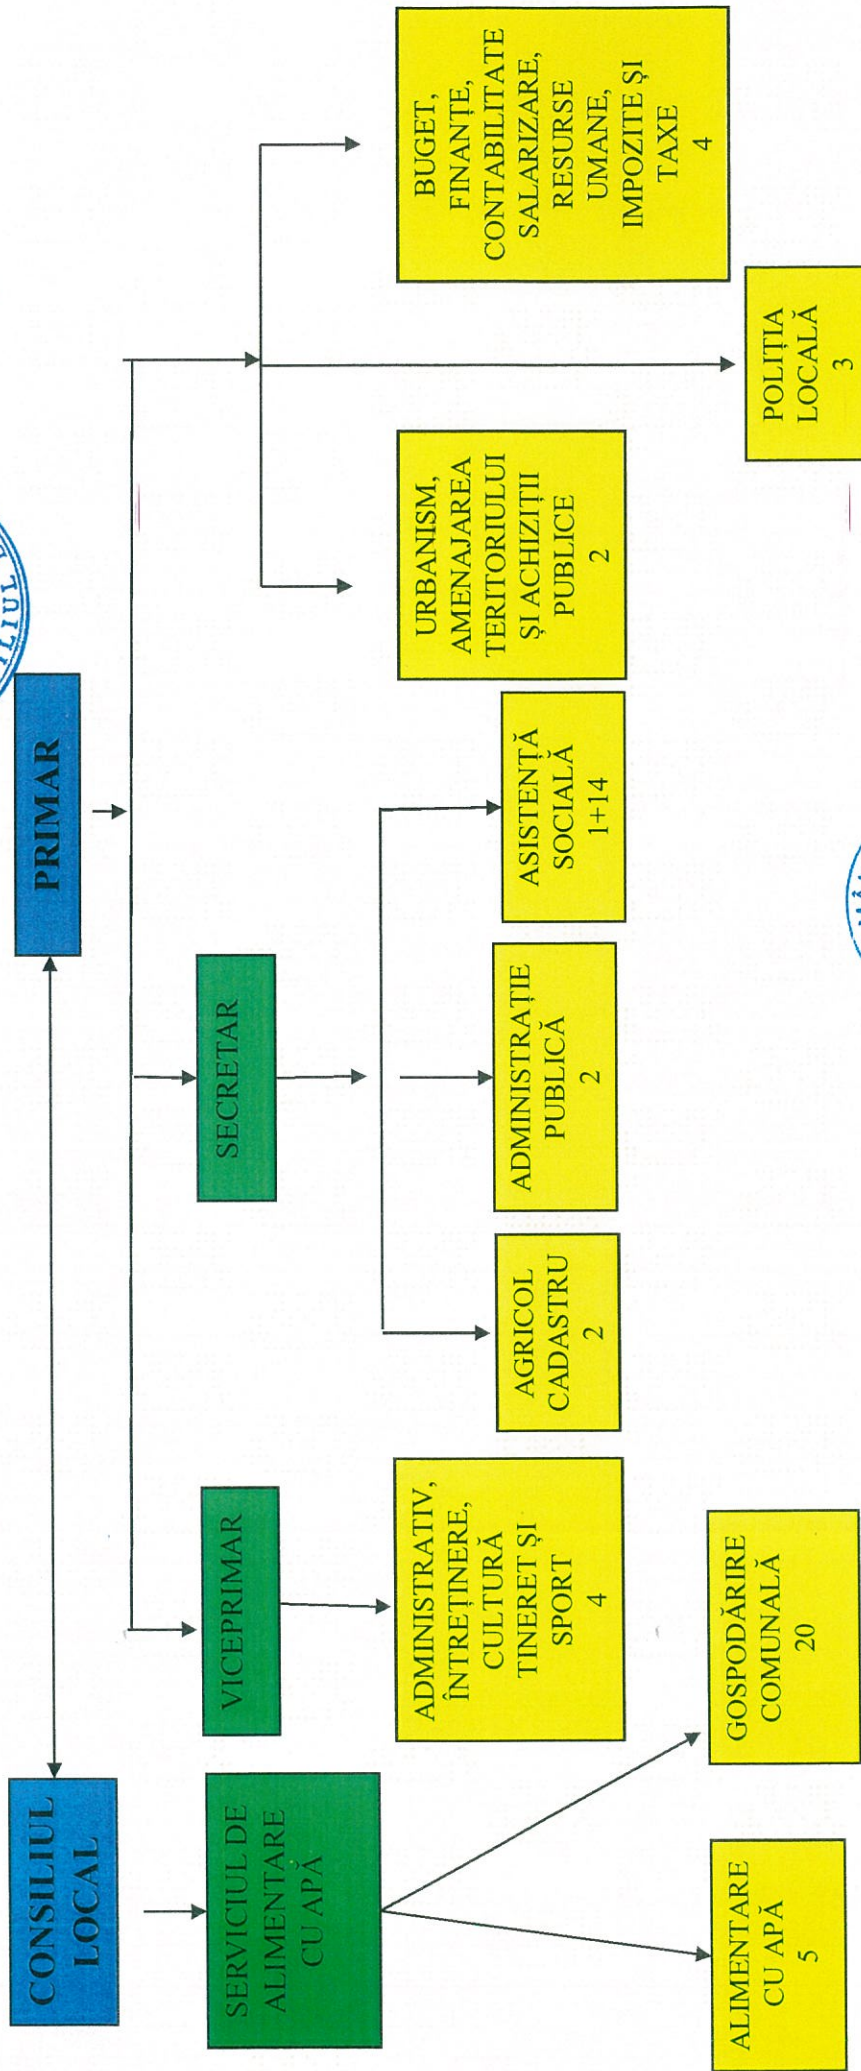 CONSILIUL
LOCAL
PRIMAR
SERVICIUL DE
ALIMENTARE
CU APĂ
VICEPRIMAR
SECRETAR
ADMINISTRATIV,
ÎNTREȚINERE,
CULTURĂ
TINERET ȘI
SPORT
4
AGRICOL
CADASTRU
2
ADMINISTRAȚIE
PUBLICĂ
2
ASISTENȚĂ
SOCIALĂ
1+14
URBANISM,
AMENAJAREA
TERITORIULUI
ȘI ACHIZIȚII
PUBLICE
2
BUGET,
FINANȚE,
CONTABILITATE
SALARIZARE,
RESURSE
UMANE,
IMPOZITE ȘI
TAXE
4
ALIMENTARE
CU APĂ
5
GOSPODĂRIRE
COMUNALĂ
20
POLIȚIA
LOCALĂ
3